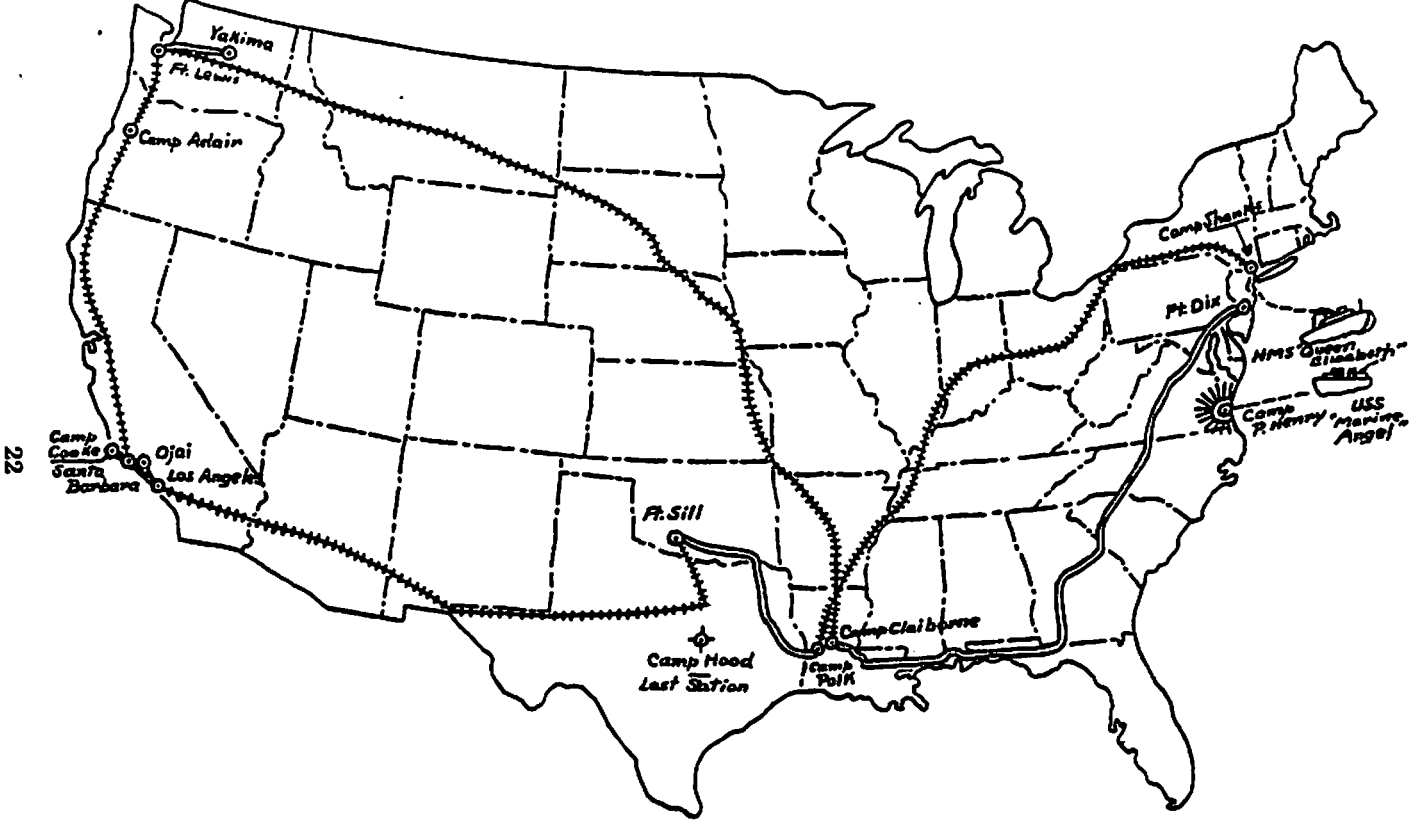 Yakima
Ft. Lewis
Camp Adair
Camp Shanks
Ft. Dix
HMS "Queen
Elizabeth"
Camp
P. Henry
USS
"Marine
Angel"
Camp
Cooke
Santa
Barbara
Ojai
Los Angeles
22
Ft. Sill
Camp Claiborne
Camp
Polk
Camp Hood
Last Station